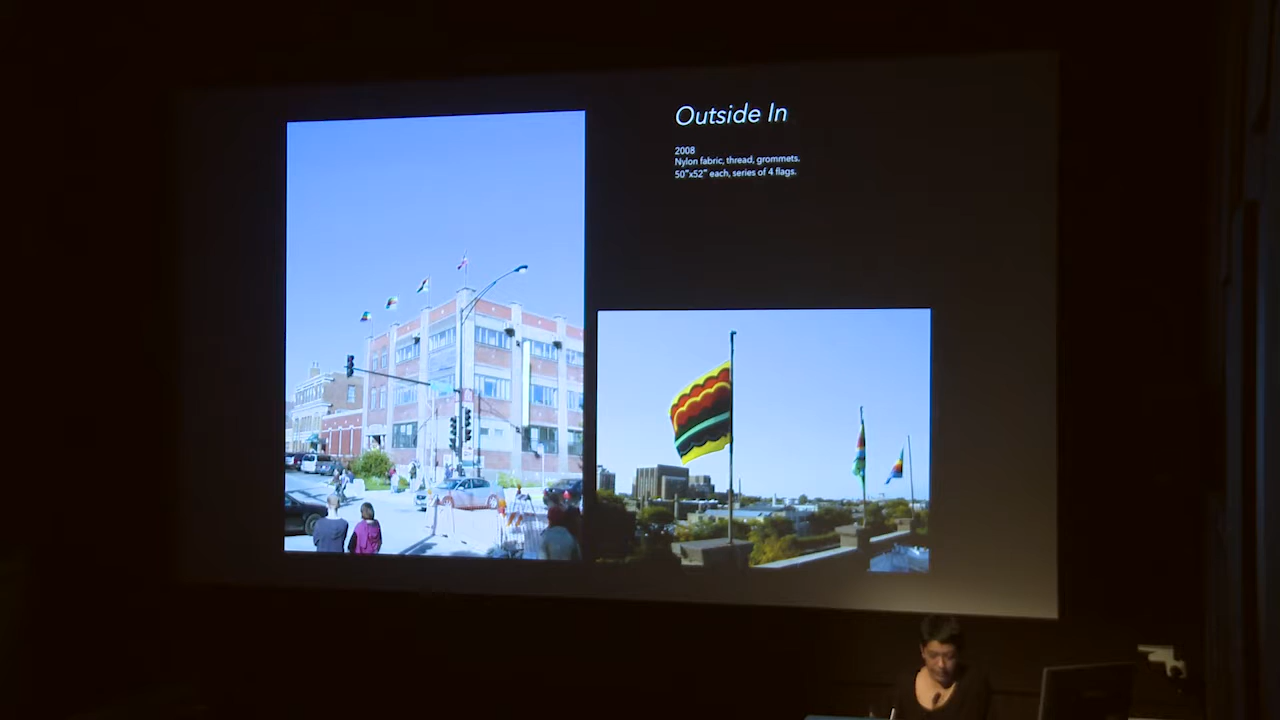 Outside In
2008
Nylon fabric, thread, grommets.
50"x52" each, series of 4 flags.